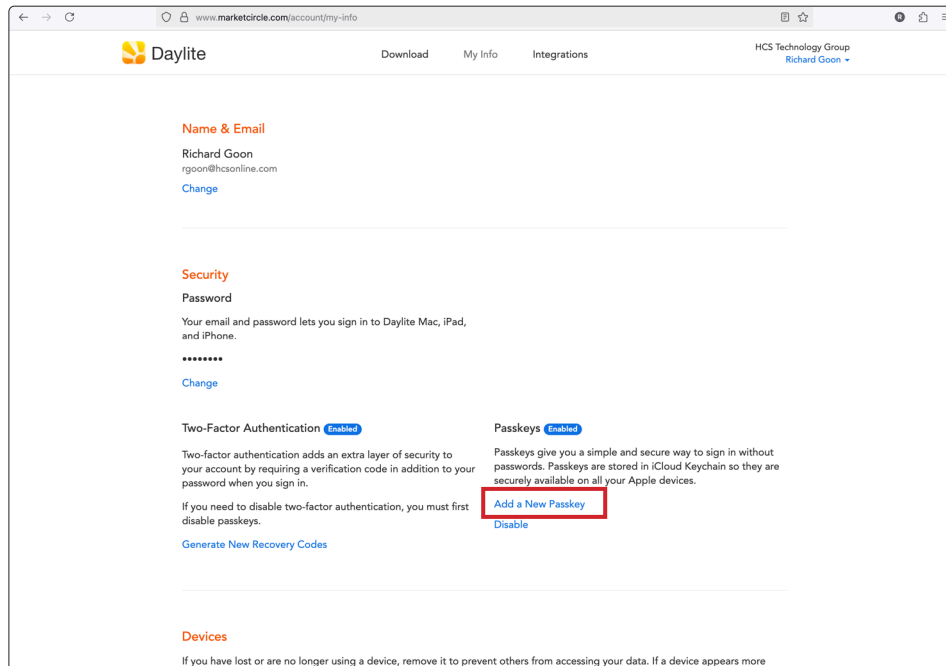 www.marketcircle.com/account/my-info
R
Daylite
Download
My Info
Integrations
HCS Technology Group
Richard Goon
Name & Email
Richard Goon
rgoon@hcsonline.com
Change
Security
Password
Your email and password lets you sign in to Daylite Mac, iPad,
and iPhone.
••••••••
Change
Two-Factor Authentication Enabled
Two-factor authentication adds an extra layer of security to
your account by requiring a verification code in addition to your
password when you sign in.
If you need to disable two-factor authentication, you must first
disable passkeys.
Generate New Recovery Codes
Passkeys Enabled
Passkeys give you a simple and secure way to sign in without
passwords. Passkeys are stored in iCloud Keychain so they are
securely available on all your Apple devices.
Add a New Passkey
Disable
Devices
If you have lost or are no longer using a device, remove it to prevent others from accessing your data. If a device appears more